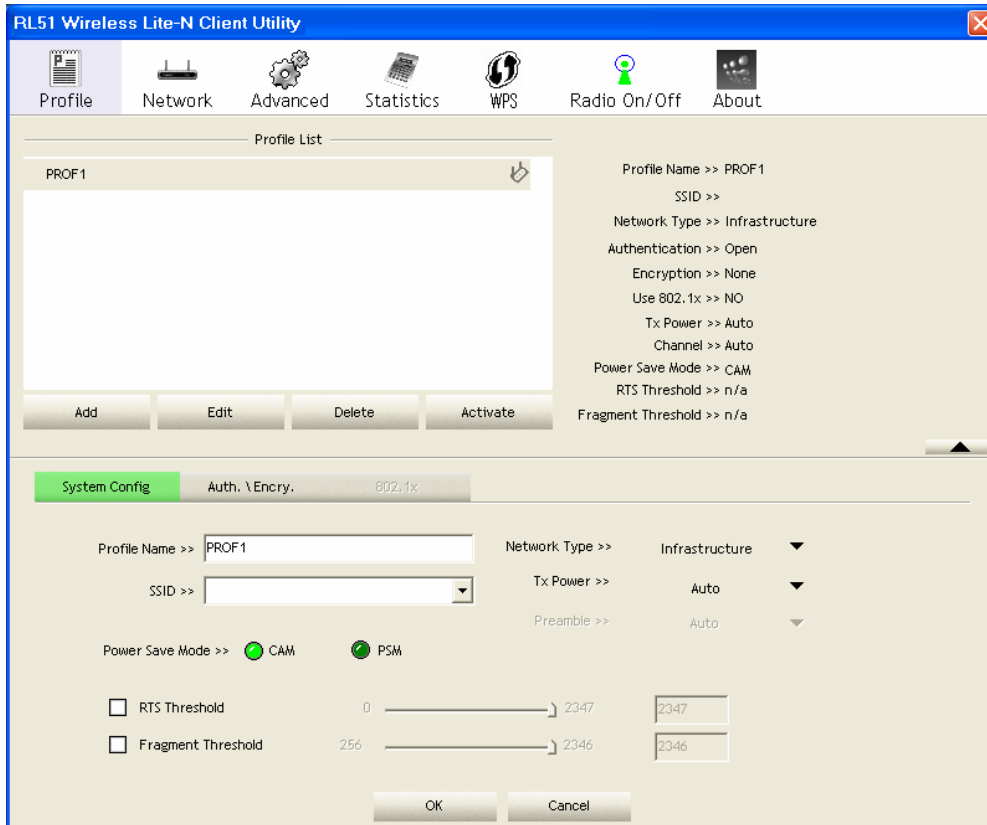 RL51 Wireless Lite-N Client Utility
Profile Network Advanced Statistics WPS Radio On/Off About
Profile List
PROF1
Profile Name >> PROF1
SSID >>
Network Type >> Infrastructure
Authentication >> Open
Encryption >> None
Use 802.1x >> NO
Tx Power >> Auto
Channel >> Auto
Power Save Mode >> CAM
RTS Threshold >> n/a
Fragment Threshold >> n/a
Add Edit Delete Activate
System Config Auth. \ Encry. 802.1x
Profile Name >> PROF1
Network Type >> Infrastructure
SSID >>
Tx Power >> Auto
Preamble >> Auto
Power Save Mode >> CAM PSM
RTS Threshold 0 2347 2347
Fragment Threshold 256 2346 2346
OK Cancel